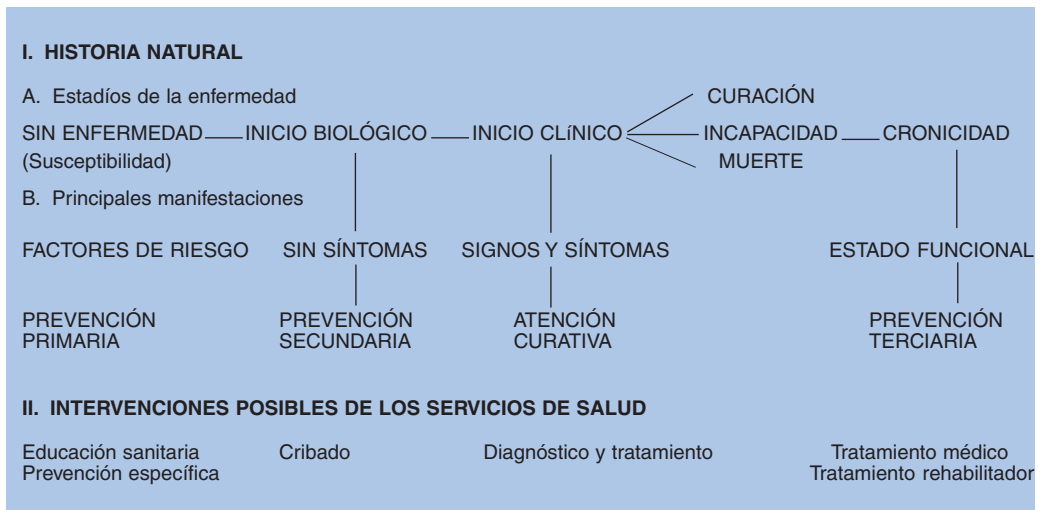 I. HISTORIA NATURAL
A. Estadíos de la enfermedad
CURACIÓN
SIN ENFERMEDAD INICIO BIOLÓGICO INICIO CLíNICO INCAPACIDAD CRONICIDAD
(Susceptibilidad) MUERTE
B. Principales manifestaciones
FACTORES DE RIESGO SIN SÍNTOMAS SIGNOS Y SÍNTOMAS ESTADO FUNCIONAL
PREVENCIÓN PREVENCIÓN ATENCIÓN PREVENCIÓN
PRIMARIA SECUNDARIA CURATIVA TERCIARIA
II. INTERVENCIONES POSIBLES DE LOS SERVICIOS DE SALUD
Educación sanitaria Cribado Diagnóstico y tratamiento Tratamiento médico
Prevención específica Tratamiento rehabilitador